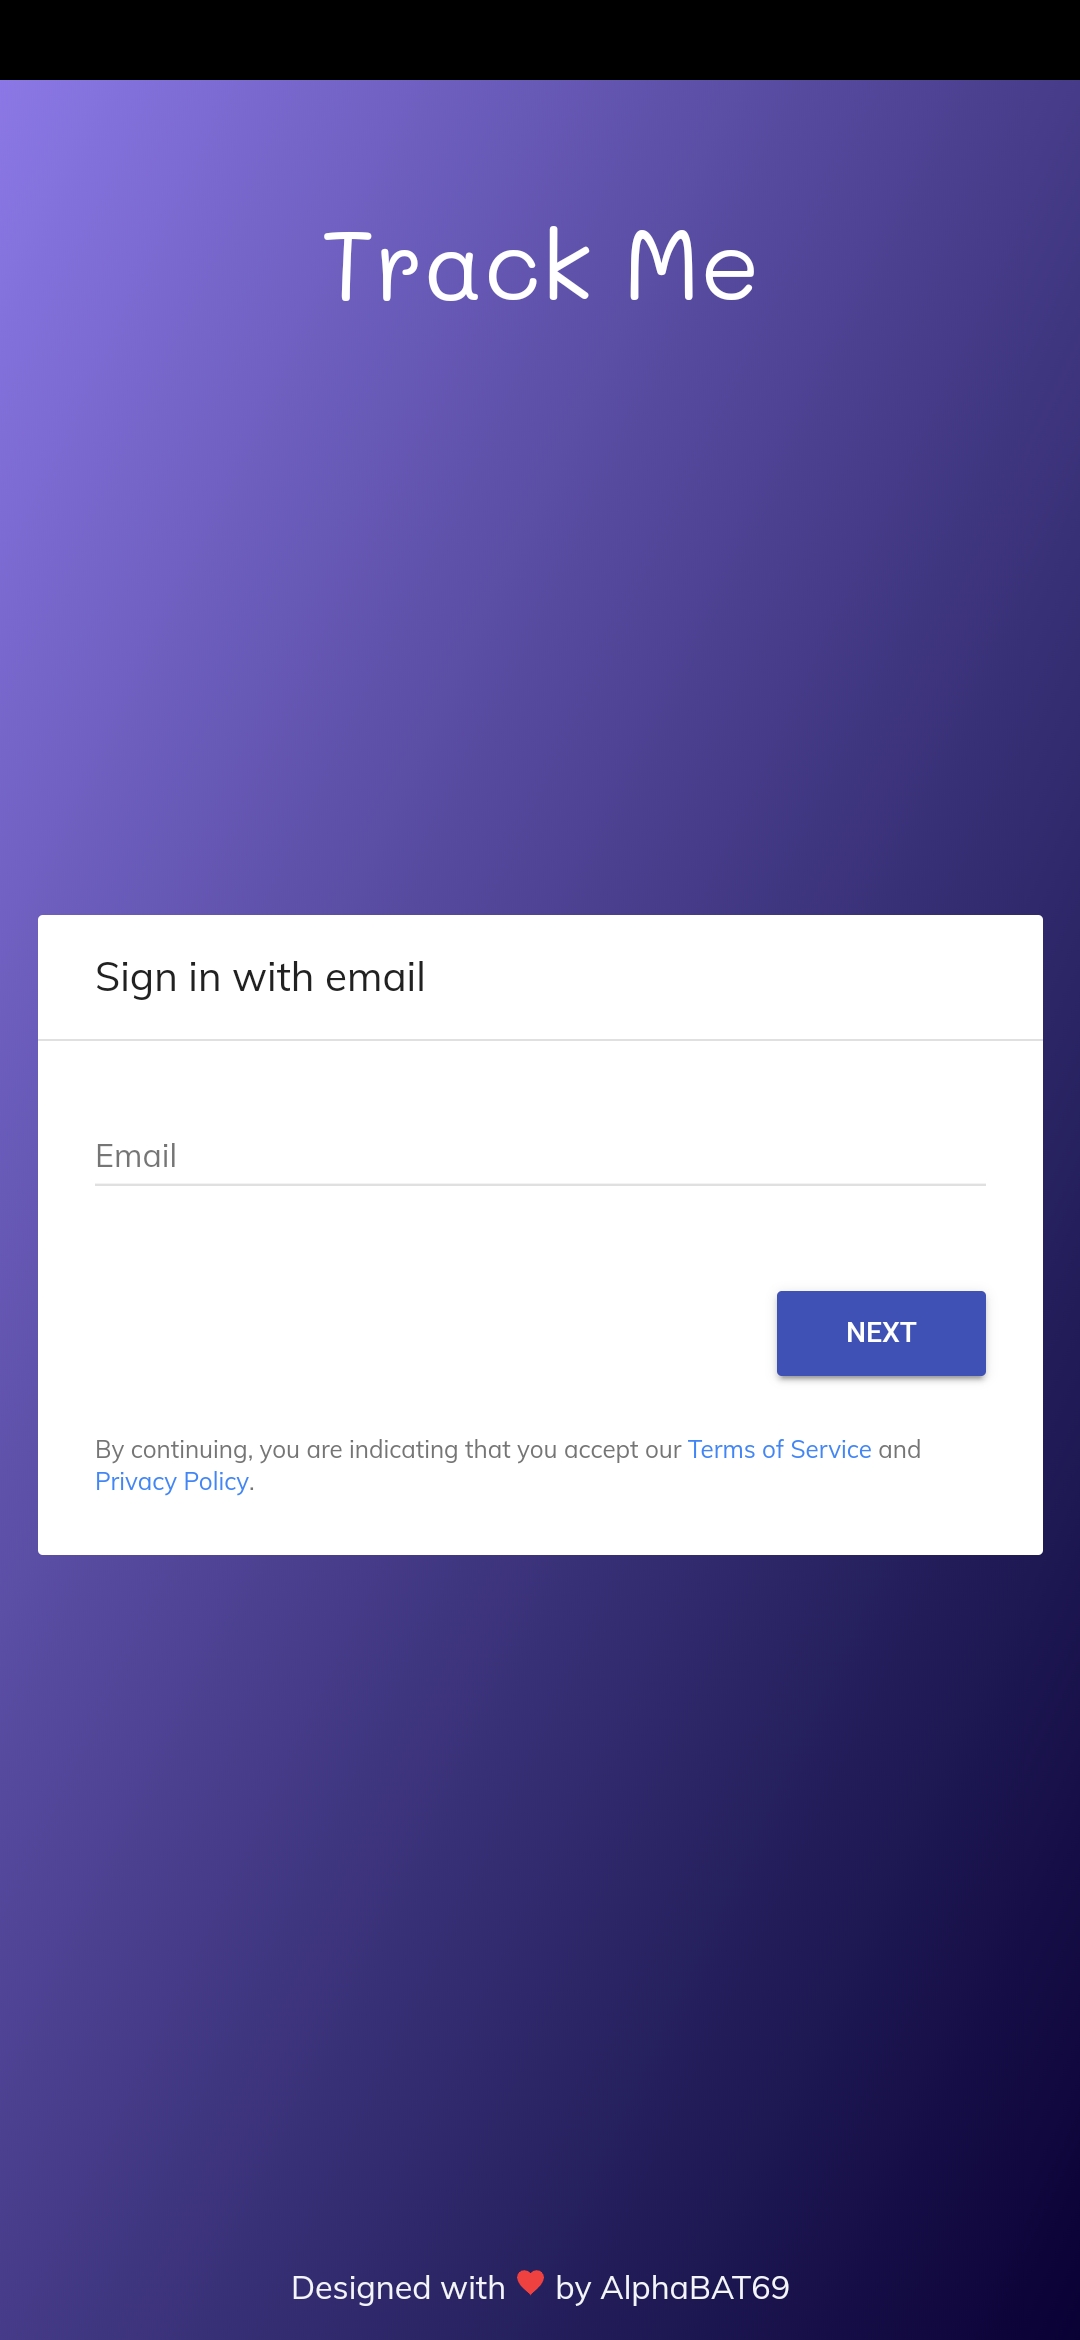 Track Me
Sign in with email
Email
NEXT
By continuing, you are indicating that you accept our Terms of Service and
Privacy Policy.
Designed with ❤ by AlphaBAT69